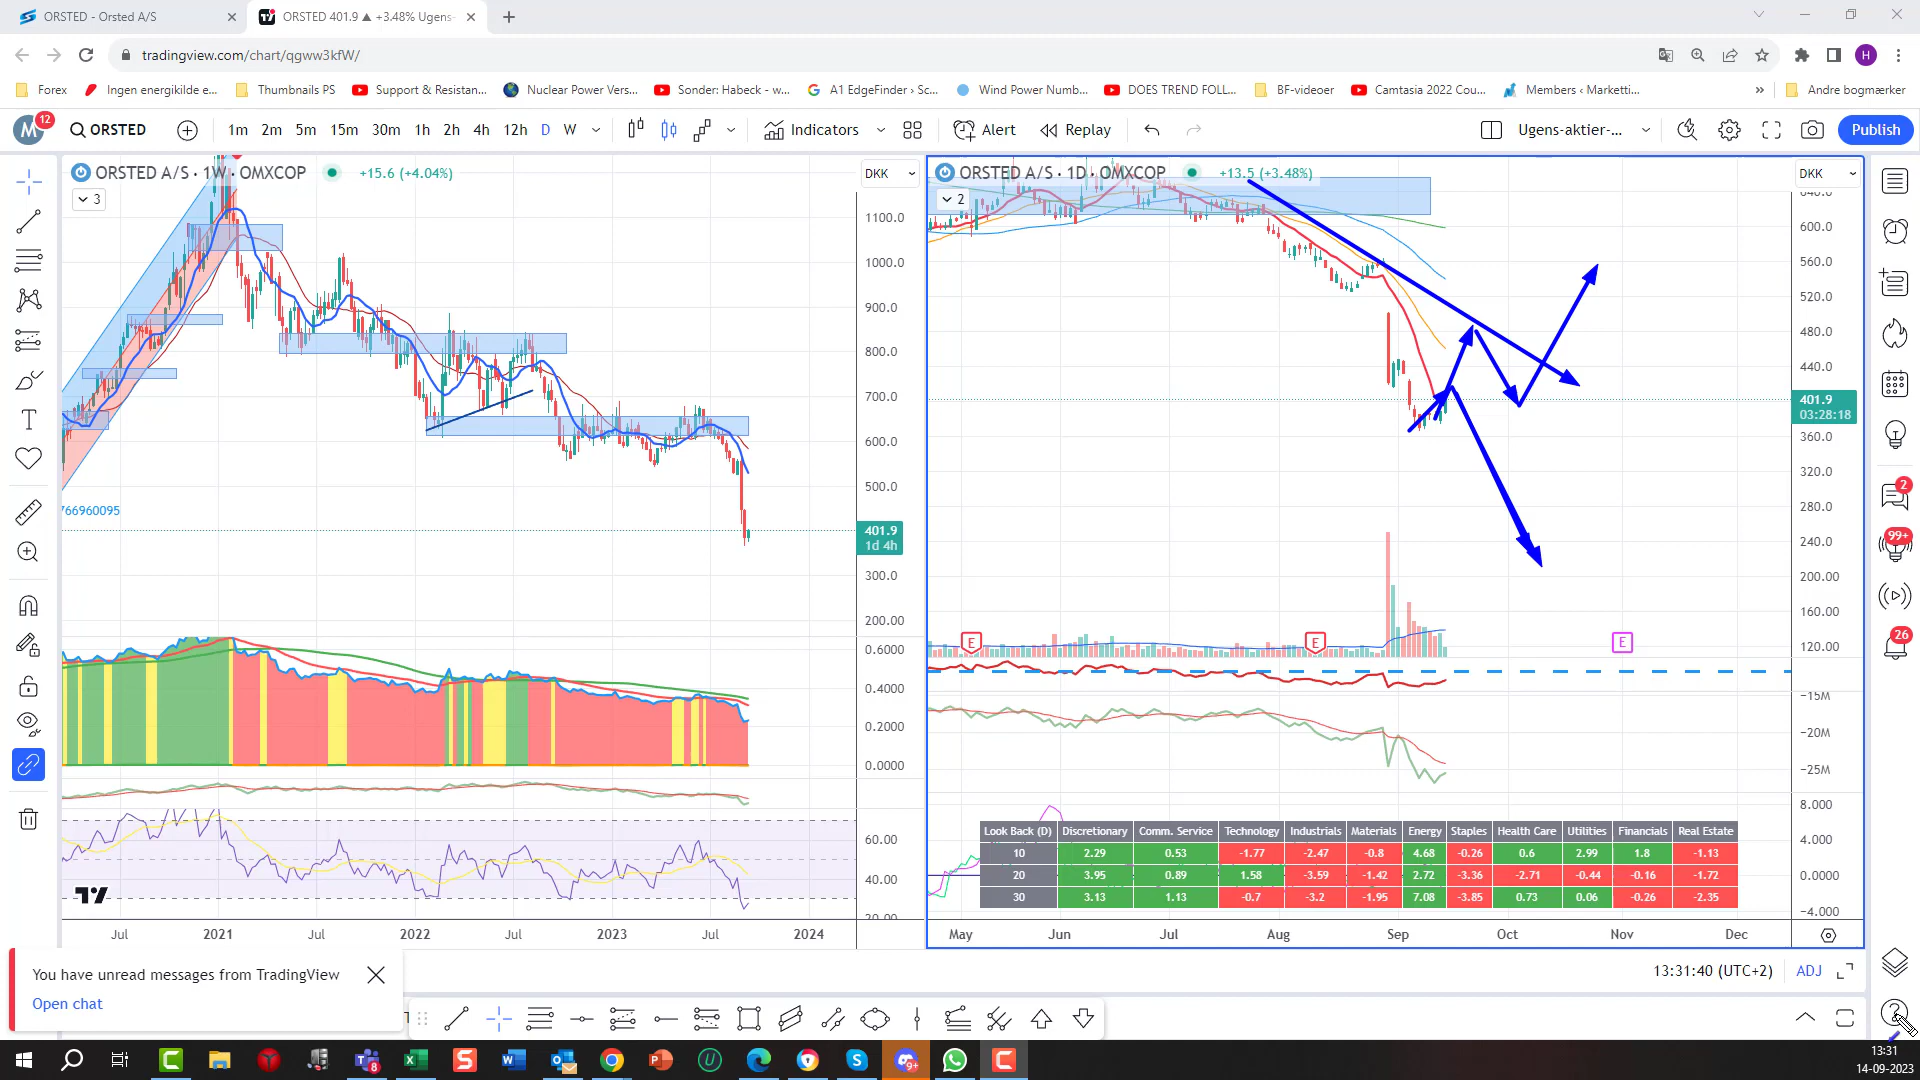 ORSTED - Orsted A/S
ORSTED 401.9 ▲ +3.48% Ugens-
tradingview.com/chart/qgww3kfW/
H
Forex
Ingen energikilde e...
Thumbnails PS
Support & Resistan...
Nuclear Power Vers...
Sonder: Habeck - w...
A1 EdgeFinder › Sc...
Wind Power Numb...
DOES TREND FOLL...
BF-videoer
Camtasia 2022 Cou...
Members ‹ Marketti...
»
Andre bogmærker
M
12
ORSTED
1m 2m 5m 15m 30m 1h 2h 4h 12h D W
Indicators
Alert
Replay
Ugens-aktier-...
Publish
ORSTED A/S · 1W · OMXCOP
+15.6 (+4.04%)
DKK
3
1100.0
1000.0
900.0
800.0
700.0
600.0
500.0
401.9
1d 4h
300.0
200.00
766960095
0.6000
0.4000
0.2000
0.0000
60.00
40.00
20.00
Jul 2021 Jul 2022 Jul 2023 Jul 2024
ORSTED A/S · 1D · OMXCOP
+13.5 (+3.48%)
DKK
2
640.0
600.0
560.0
520.0
480.0
440.0
401.9
03:28:18
360.0
320.0
280.0
240.0
200.00
160.00
120.00
E
E
E
−15M
−20M
−25M
8.000
4.000
0.0000
−4.000
Look Back (D) Discretionary Comm. Service Technology Industrials Materials Energy Staples Health Care Utilities Financials Real Estate
10 2.29 0.53 -1.77 -2.47 -0.8 4.68 -0.26 0.6 2.99 1.8 -1.13
20 3.95 0.89 1.58 -3.59 -1.42 2.72 -3.36 -2.71 -0.44 -0.16 -1.72
30 3.13 1.13 -0.7 -3.2 -1.95 7.08 -3.85 0.73 0.06 -0.26 -2.35
May Jun Jul Aug Sep Oct Nov Dec
2
99+
26
13:31:40 (UTC+2)
ADJ
You have unread messages from TradingView
Open chat
8
9+
13:31
14-09-2023